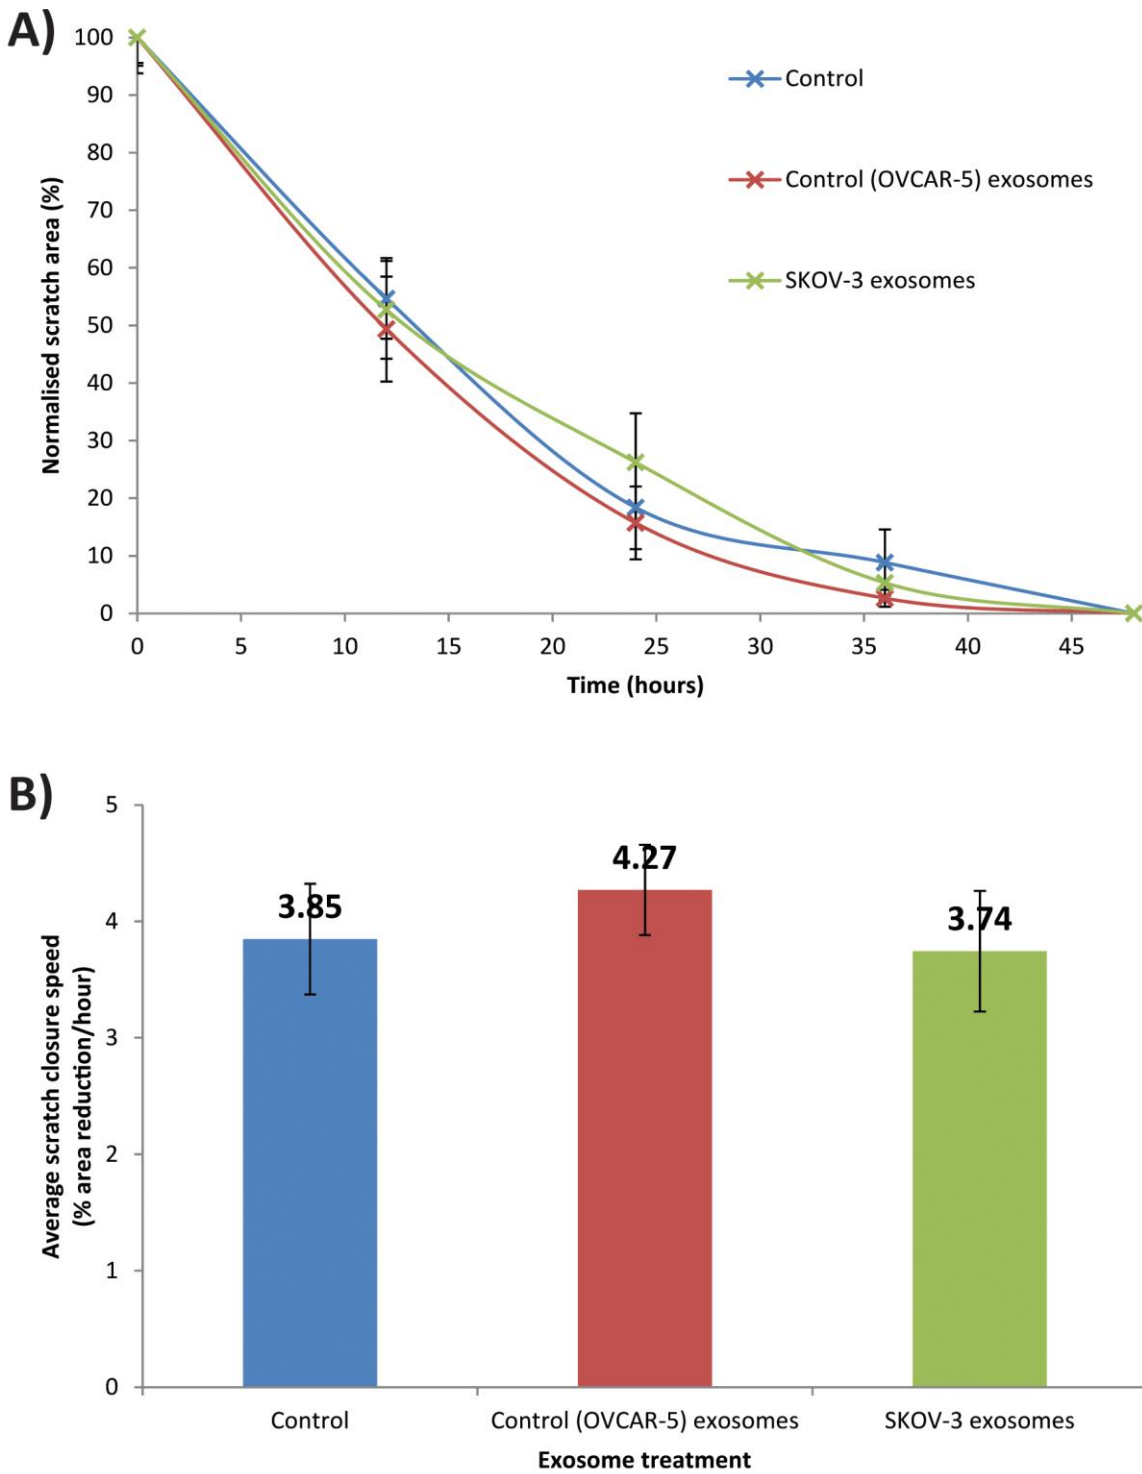 A)
100
90
80
70
60
50
40
30
20
10
0
Normalised scratch area (%)
Control
Control (OVCAR-5) exosomes
SKOV-3 exosomes
0 5 10 15 20 25 30 35 40 45
Time (hours)
B)
5
4
3
2
1
0
Average scratch closure speed
(% area reduction/hour)
3.85
4.27
3.74
Control
Control (OVCAR-5) exosomes
SKOV-3 exosomes
Exosome treatment